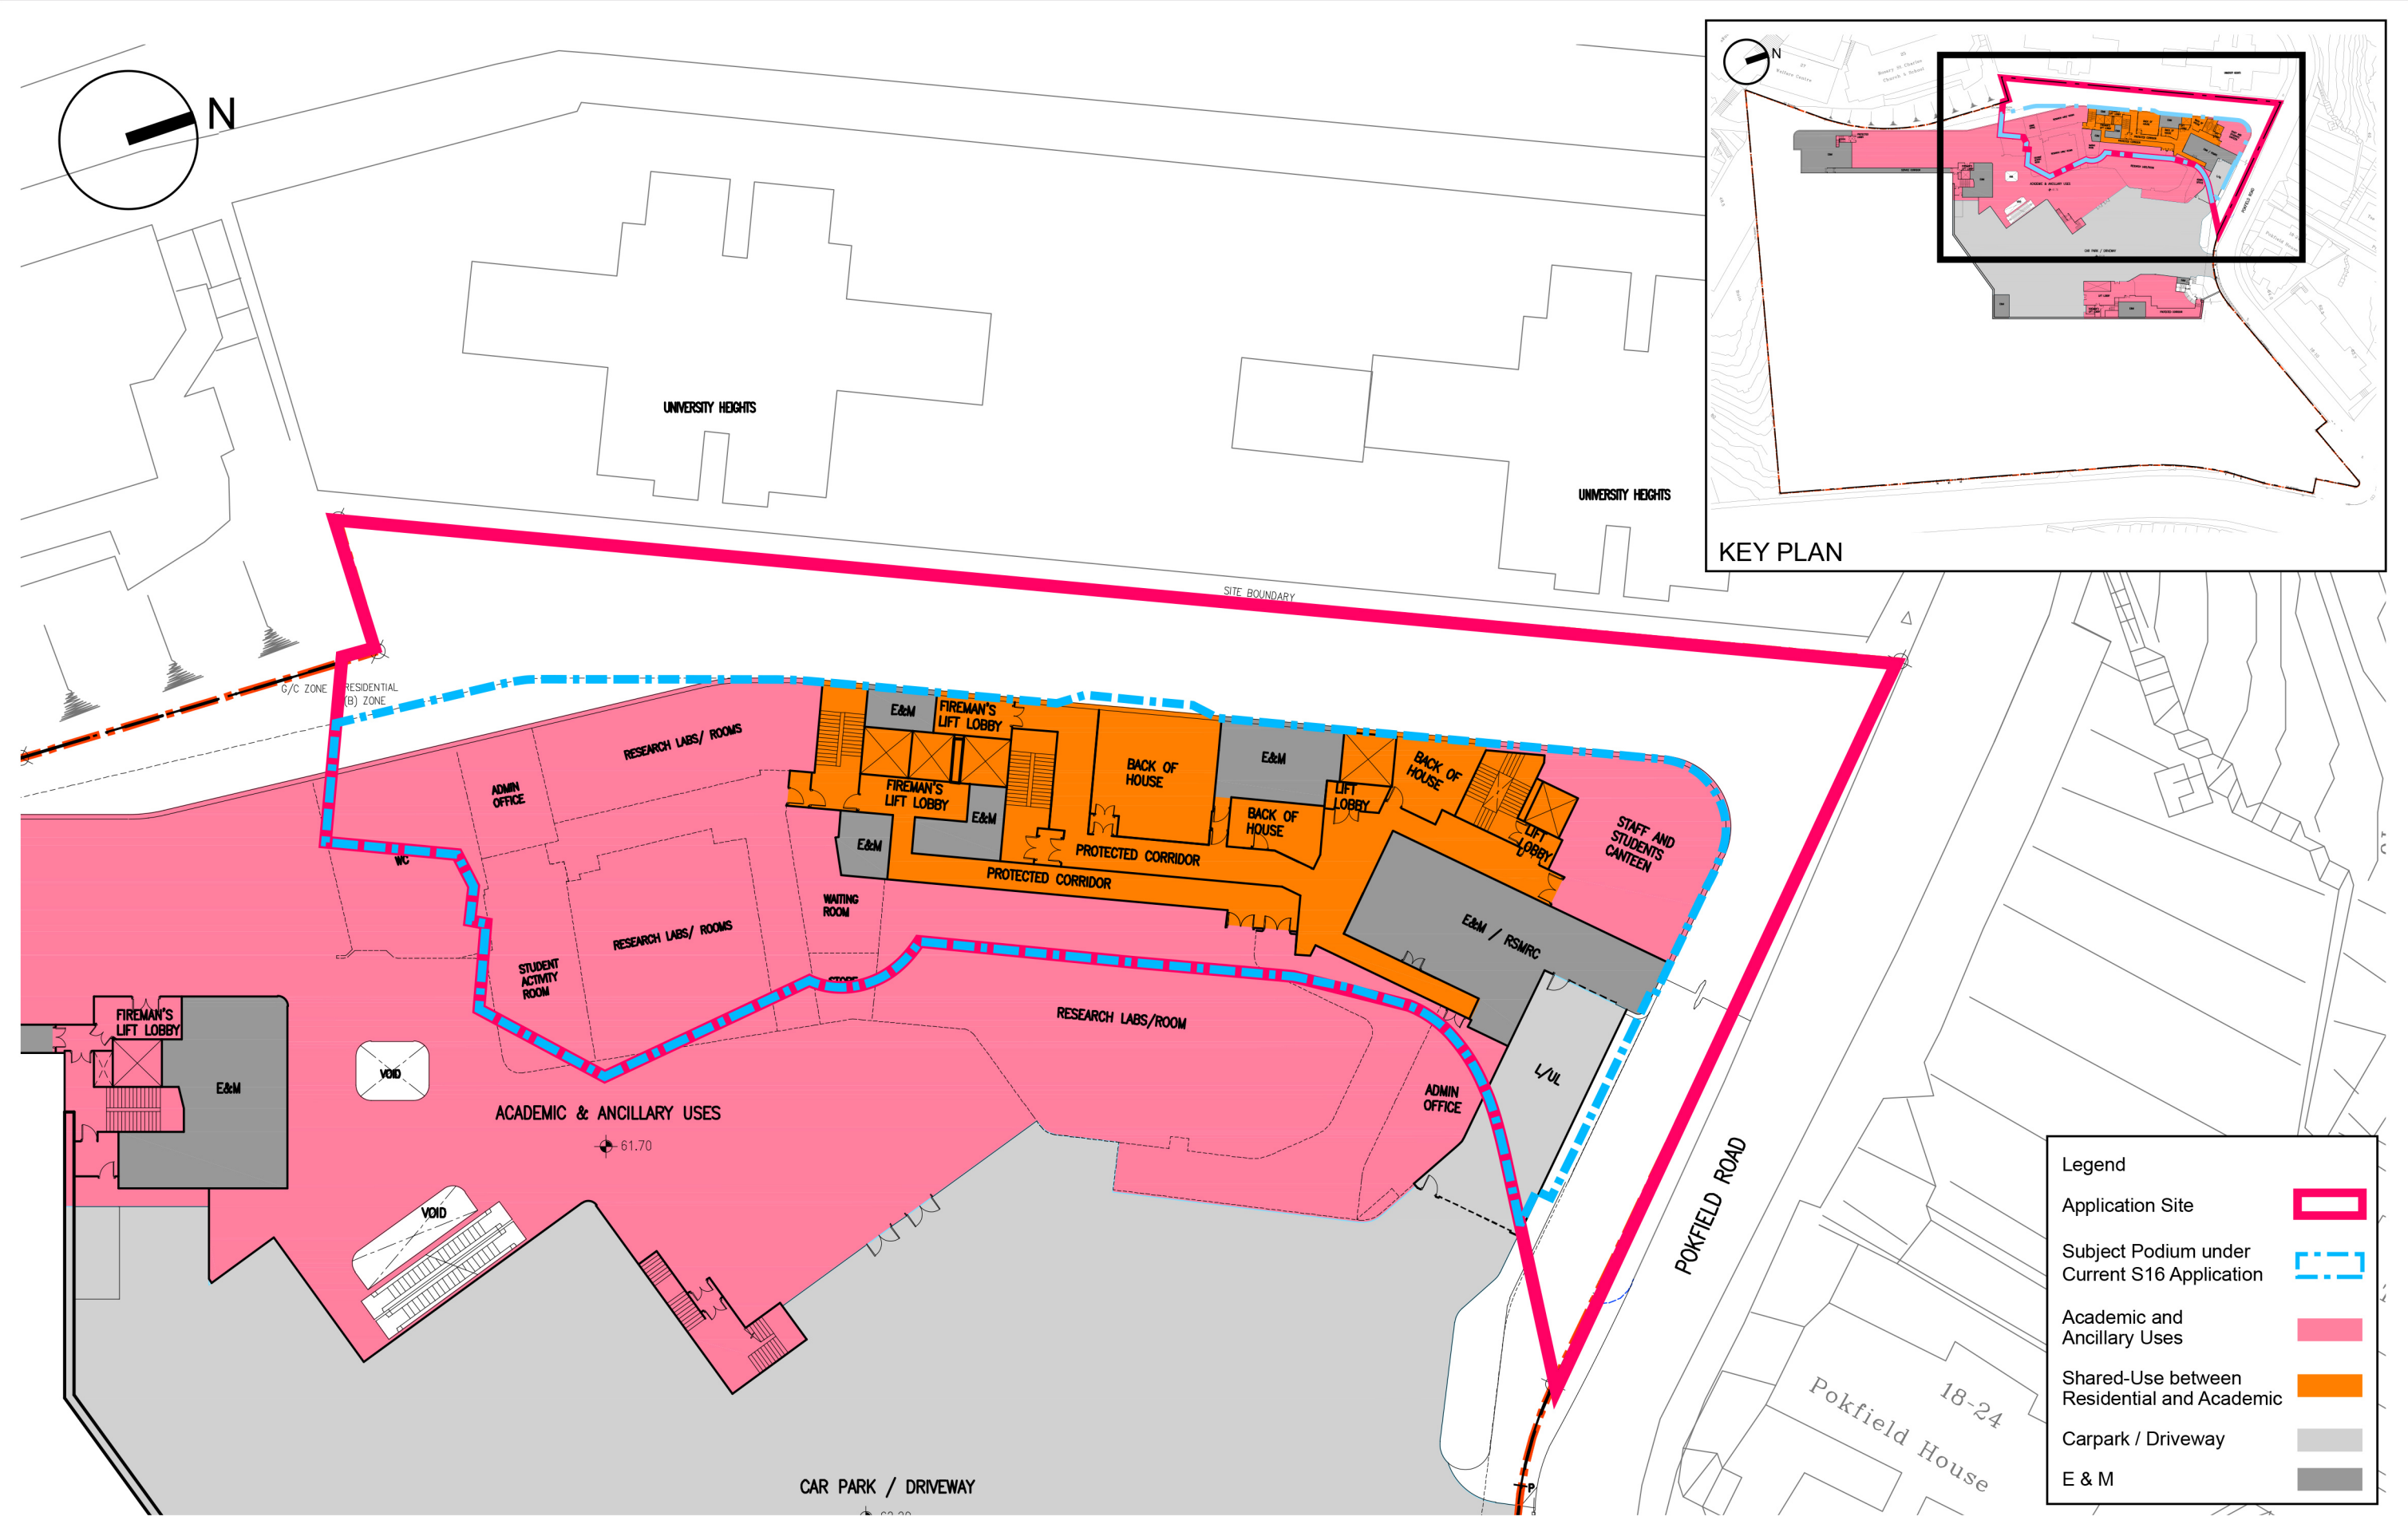 N
N
KEY PLAN
UNIVERSITY HEIGHTS
UNIVERSITY HEIGHTS
SITE BOUNDARY
G/C ZONE
RESIDENTIAL
(B) ZONE
RESEARCH LABS/ ROOMS
ADMIN
OFFICE
E&M
FIREMAN'S
LIFT LOBBY
FIREMAN'S
LIFT LOBBY
E&M
E&M
BACK OF
HOUSE
E&M
BACK OF
HOUSE
LIFT
LOBBY
BACK OF
HOUSE
LIFT
LOBBY
STAFF AND
STUDENTS
CANTEEN
PROTECTED CORRIDOR
PROTECTED CORRIDOR
WC
WAITING
ROOM
RESEARCH LABS/ ROOMS
E&M / RSMRC
STUDENT
ACTIVITY
ROOM
STORE
RESEARCH LABS/ROOM
FIREMAN'S
LIFT LOBBY
E&M
VOID
L/UL
ADMIN
OFFICE
ACADEMIC & ANCILLARY USES
61.70
VOID
POKFIELD ROAD
CAR PARK / DRIVEWAY
P
18-24
Pokfield House
Legend
Application Site
Subject Podium under
Current S16 Application
Academic and
Ancillary Uses
Shared-Use between
Residential and Academic
Carpark / Driveway
E & M